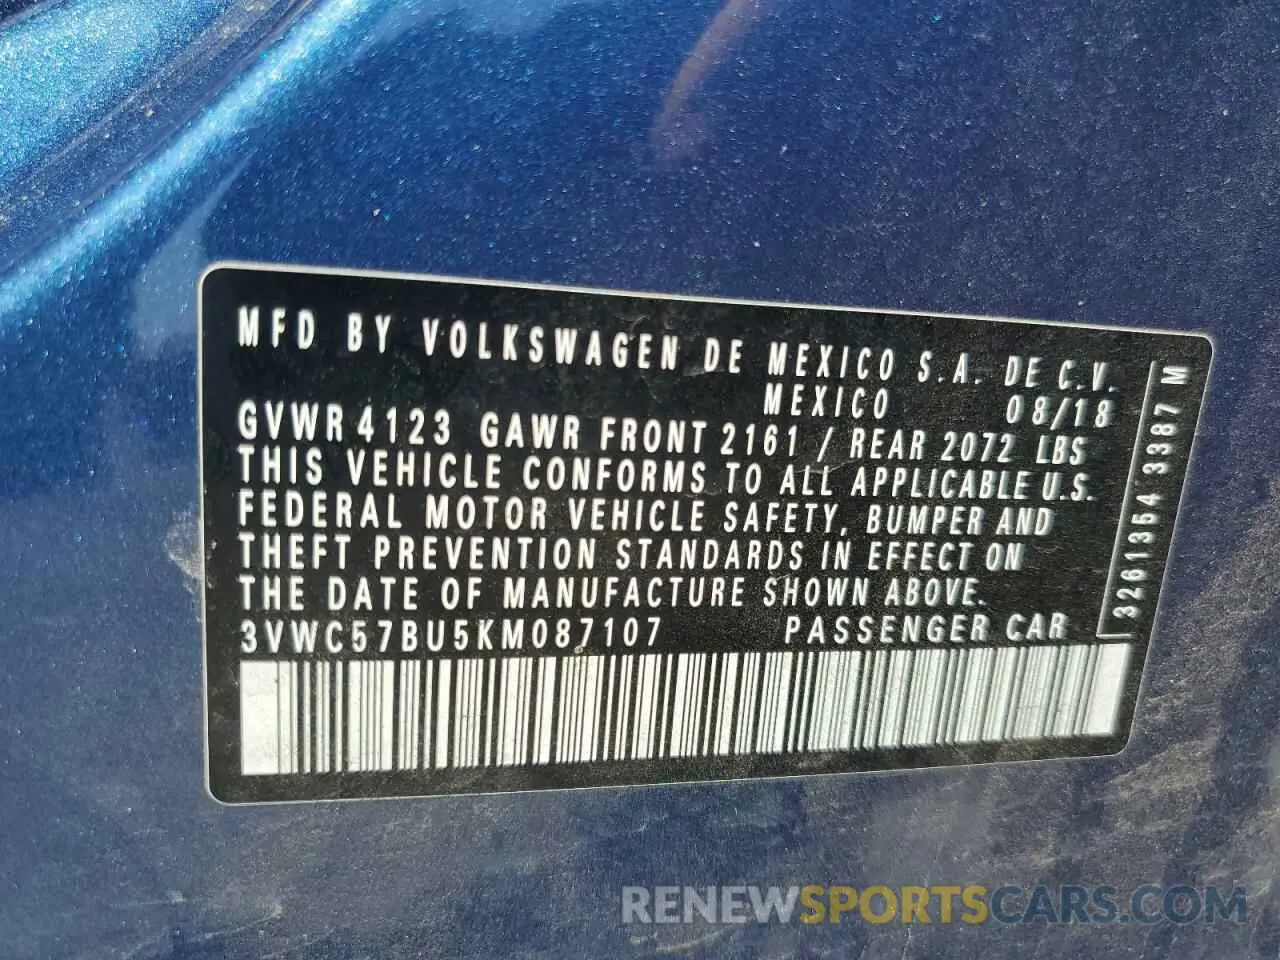 MFD BY VOLKSWAGEN DE MEXICO S.A. DE C.V.
MEXICO 08/18
GVWR 4123 GAWR FRONT 2161 / REAR 2072 LBS
THIS VEHICLE CONFORMS TO ALL APPLICABLE U.S.
FEDERAL MOTOR VEHICLE SAFETY, BUMPER AND
THEFT PREVENTION STANDARDS IN EFFECT ON
THE DATE OF MANUFACTURE SHOWN ABOVE.
3VWC57BU5KM087107 PASSENGER CAR
3261354 3387 M
RENEWSPORTSCARS.COM